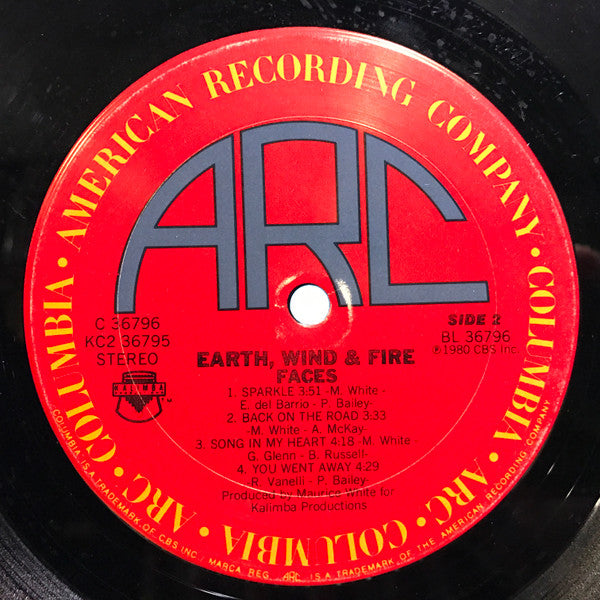 COLUMBIA • AMERICAN RECORDING COMPANY • COLUMBIA • ARC • COLUMBIA • ARC •
ARC
C 36796
KC2 36795
STEREO
KALIMBA
SIDE 2
BL 36796
℗1980 CBS Inc.
EARTH, WIND & FIRE
FACES
1. SPARKLE 3:51 -M. White -
E. del Barrio - P. Bailey-
2. BACK ON THE ROAD 3:33
-M. White - A. McKay-
3. SONG IN MY HEART 4:18 -M. White -
G. Glenn - B. Russell-
4. YOU WENT AWAY 4:29
R. Vanelli - P. Bailey-
Produced by Maurice White for
Kalimba Productions
COLUMBIA IS A TRADEMARK OF CBS INC. MARCA REG. ARC IS A TRADEMARK OF THE AMERICAN RECORDING COMPANY